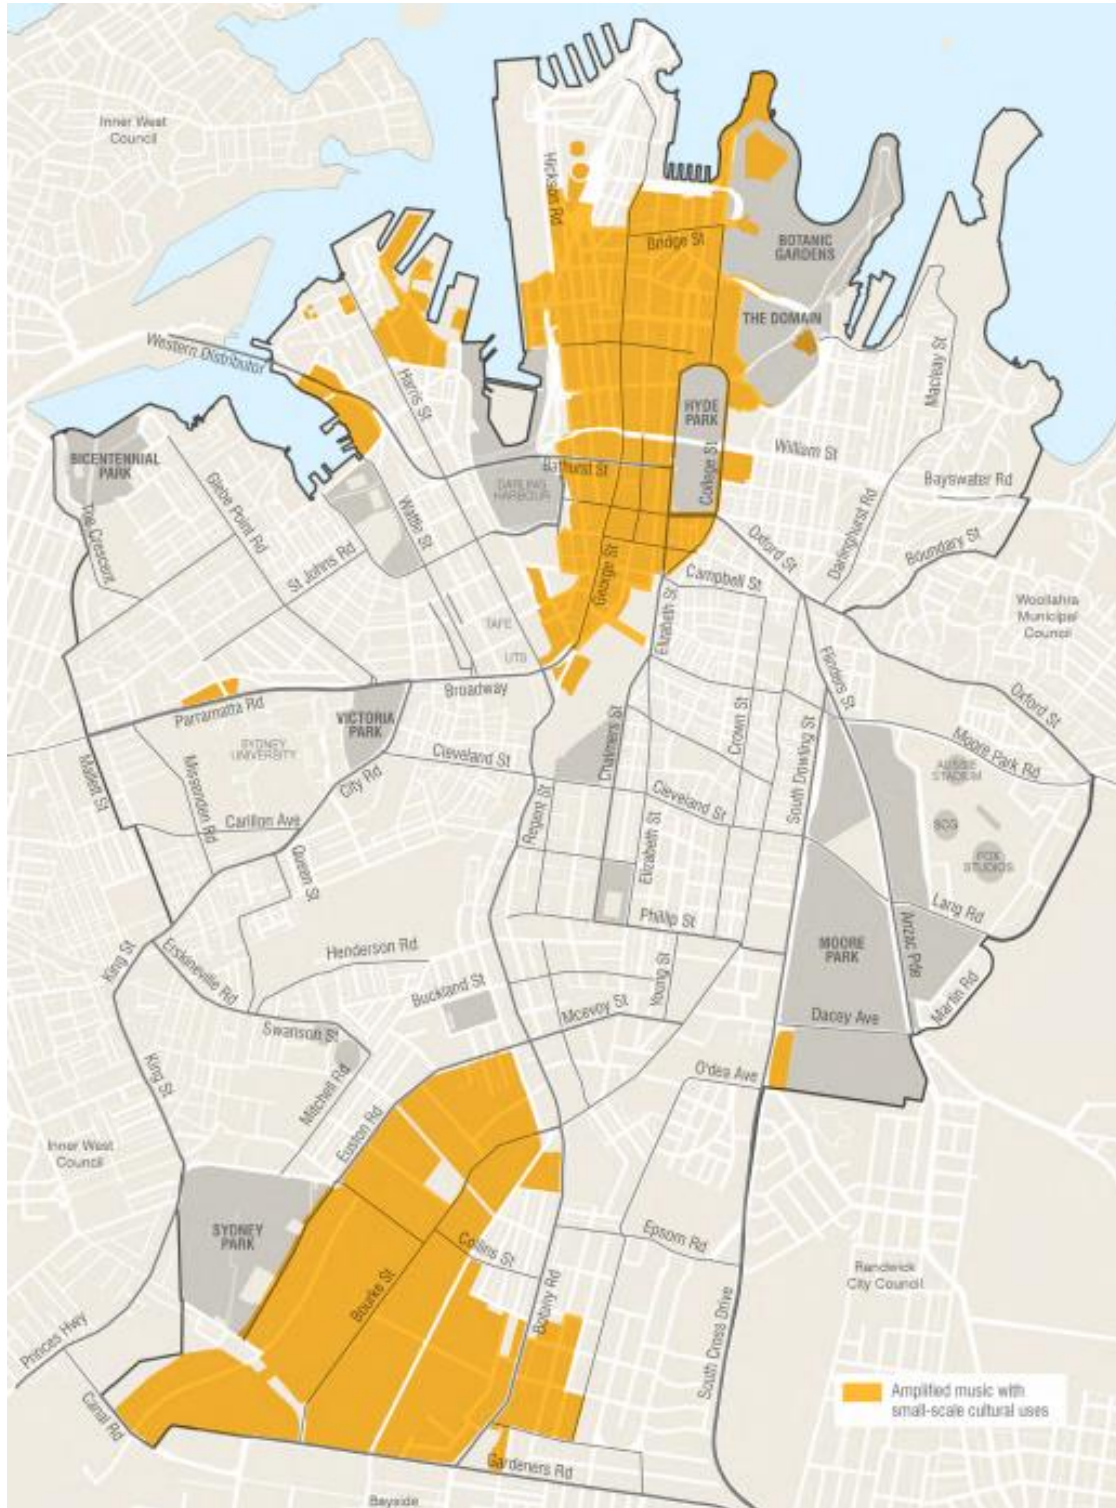 Inner West
Council
Hickson Rd
Bridge St
BOTANIC
GARDENS
THE DOMAIN
Western Distributor
Harris St
Macleay St
HYDE
PARK
College St
William St
BICENTENNIAL
PARK
Bathurst St
DARLING
HARBOUR
Bayswater Rd
Glebe Point Rd
Wattle St
The Crescent
St Johns Rd
Oxford St
Darlinghurst Rd
Boundary St
George St
Campbell St
Elizabeth St
Woollahra
Municipal
Council
TAFE
UTS
Flinders St
Broadway
Oxford St
Parramatta Rd
VICTORIA
PARK
Chalmers St
Crown St
South Dowling St
Moore Park Rd
SYDNEY
UNIVERSITY
Cleveland St
AUSSIE
STADIUM
Mallett St
Missenden Rd
City Rd
Regent St
Cleveland St
Carillon Ave
SCG
Elizabeth St
FOX
STUDIOS
Queen St
Phillip St
Lang Rd
King St
Erskineville Rd
Henderson Rd
MOORE
PARK
Anzac Pde
Buckland St
Young St
Martin Rd
Mcevoy St
Dacey Ave
Swanson St
King St
Mitchell Rd
O'dea Ave
Euston Rd
Inner West
Council
SYDNEY
PARK
Collins St
Epsom Rd
Bourke St
Botany Rd
Randwick
City Council
Princes Hwy
South Cross Drive
Canal Rd
Amplified music with
small-scale cultural uses
Gardeners Rd
Bayside